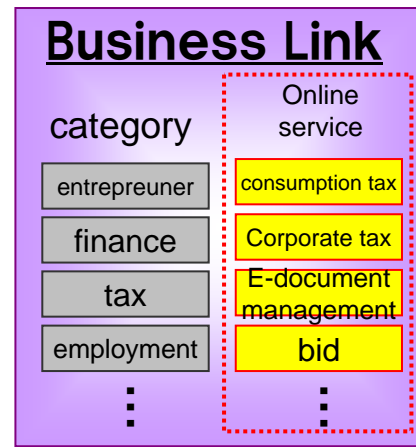 Business Link
category
Online
service
entrepreuner
consumption tax
finance
Corporate tax
tax
E-document
management
employment
bid